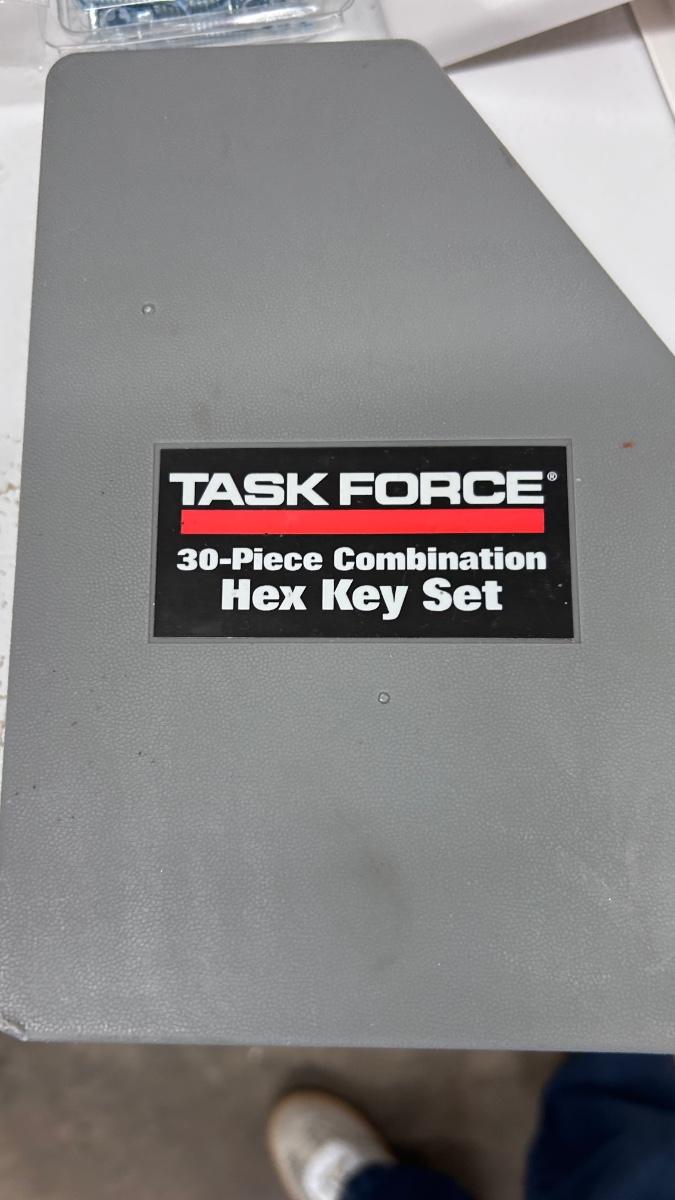 TASK FORCE®
30-Piece Combination
Hex Key Set